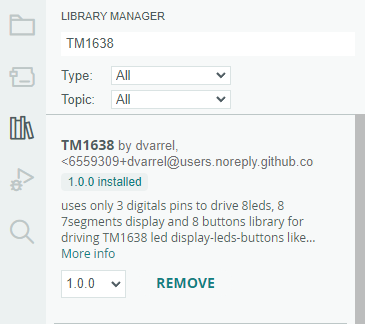 LIBRARY MANAGER
TM1638
Type: All
Topic: All
TM1638 by dvarrel,
<6559309+dvarrel@users.noreply.github.co
1.0.0 installed
uses only 3 digitals pins to drive 8leds, 8
7segments display and 8 buttons library for
driving TM1638 led display-leds-buttons like...
More info
1.0.0 REMOVE